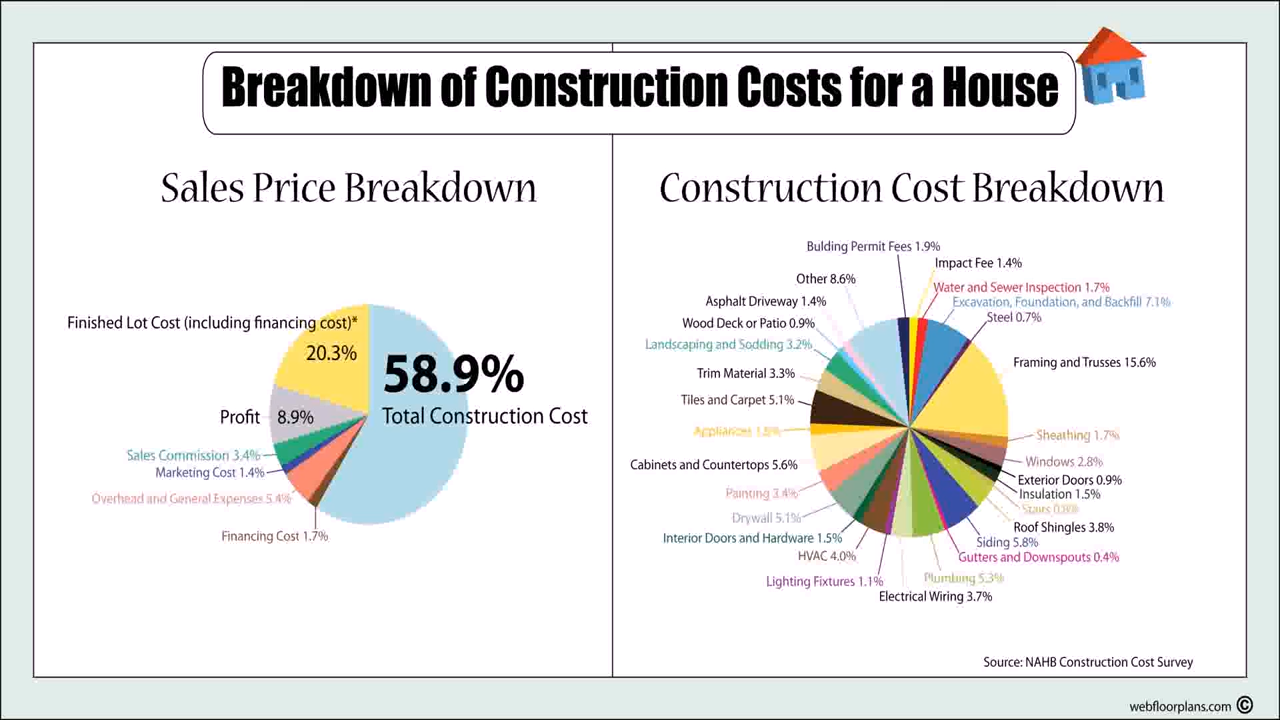 Breakdown of Construction Costs for a House
Sales Price Breakdown
Finished Lot Cost (including financing cost)*
20.3%
58.9%
Total Construction Cost
Profit 8.9%
Sales Commission 3.4%
Marketing Cost 1.4%
Overhead and General Expenses 5.4%
Financing Cost 1.7%
Construction Cost Breakdown
Bulding Permit Fees 1.9%
Impact Fee 1.4%
Other 8.6%
Water and Sewer Inspection 1.7%
Asphalt Driveway 1.4%
Excavation, Foundation, and Backfill 7.1%
Wood Deck or Patio 0.9%
Steel 0.7%
Landscaping and Sodding 3.2%
Framing and Trusses 15.6%
Trim Material 3.3%
Tiles and Carpet 5.1%
Appliances
Sheathing 1.7%
Cabinets and Countertops 5.6%
Windows 2.8%
Exterior Doors 0.9%
Painting 3.4%
Insulation 1.5%
Stairs 0.8%
Drywall 5.1%
Roof Shingles 3.8%
Interior Doors and Hardware 1.5%
Siding 5.8%
HVAC 4.0%
Gutters and Downspouts 0.4%
Lighting Fixtures 1.1%
Plumbing 5.3%
Electrical Wiring 3.7%
Source: NAHB Construction Cost Survey
webfloorplans.com ©